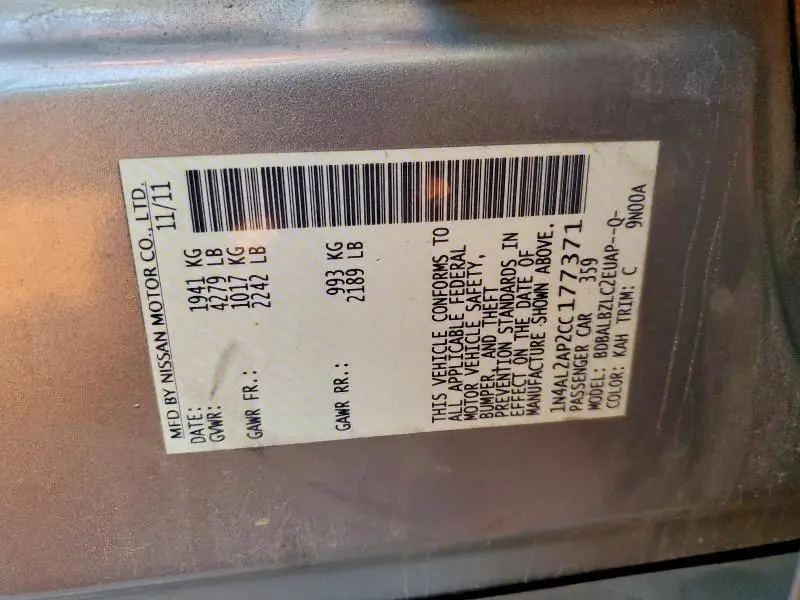 MFD BY NISSAN MOTOR CO., LTD.
DATE: 11/11
GVWR: 1941 KG
4279 LB
GAWR FR.: 1017 KG
2242 LB
GAWR RR.: 993 KG
2189 LB
THIS VEHICLE CONFORMS TO
ALL APPLICABLE FEDERAL
MOTOR VEHICLE SAFETY,
BUMPER, AND THEFT
PREVENTION STANDARDS IN
EFFECT ON THE DATE OF
MANUFACTURE SHOWN ABOVE.
1N4AL2AP2CC177371
PASSENGER CAR 359
MODEL: BDBALBZLC2EUAP--Q-
COLOR: KAH TRIM: C 9N00A